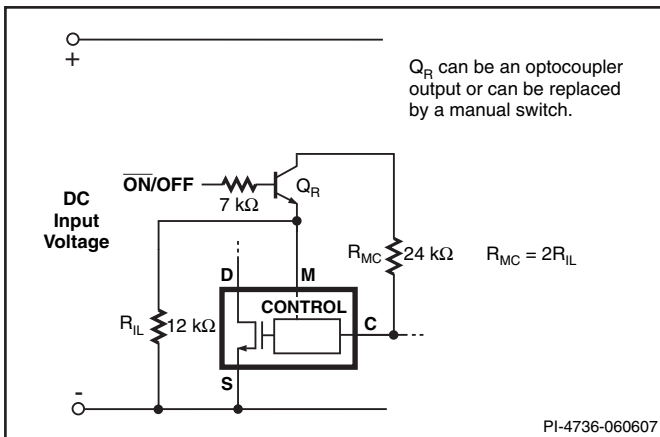 +
Q_R can be an optocoupler
output or can be replaced
by a manual switch.
ON/OFF
Q_R
7 kΩ
DC
Input
Voltage
R_MC
24 kΩ
R_MC = 2R_IL
D
M
CONTROL
C
R_IL
12 kΩ
S
-
PI-4736-060607